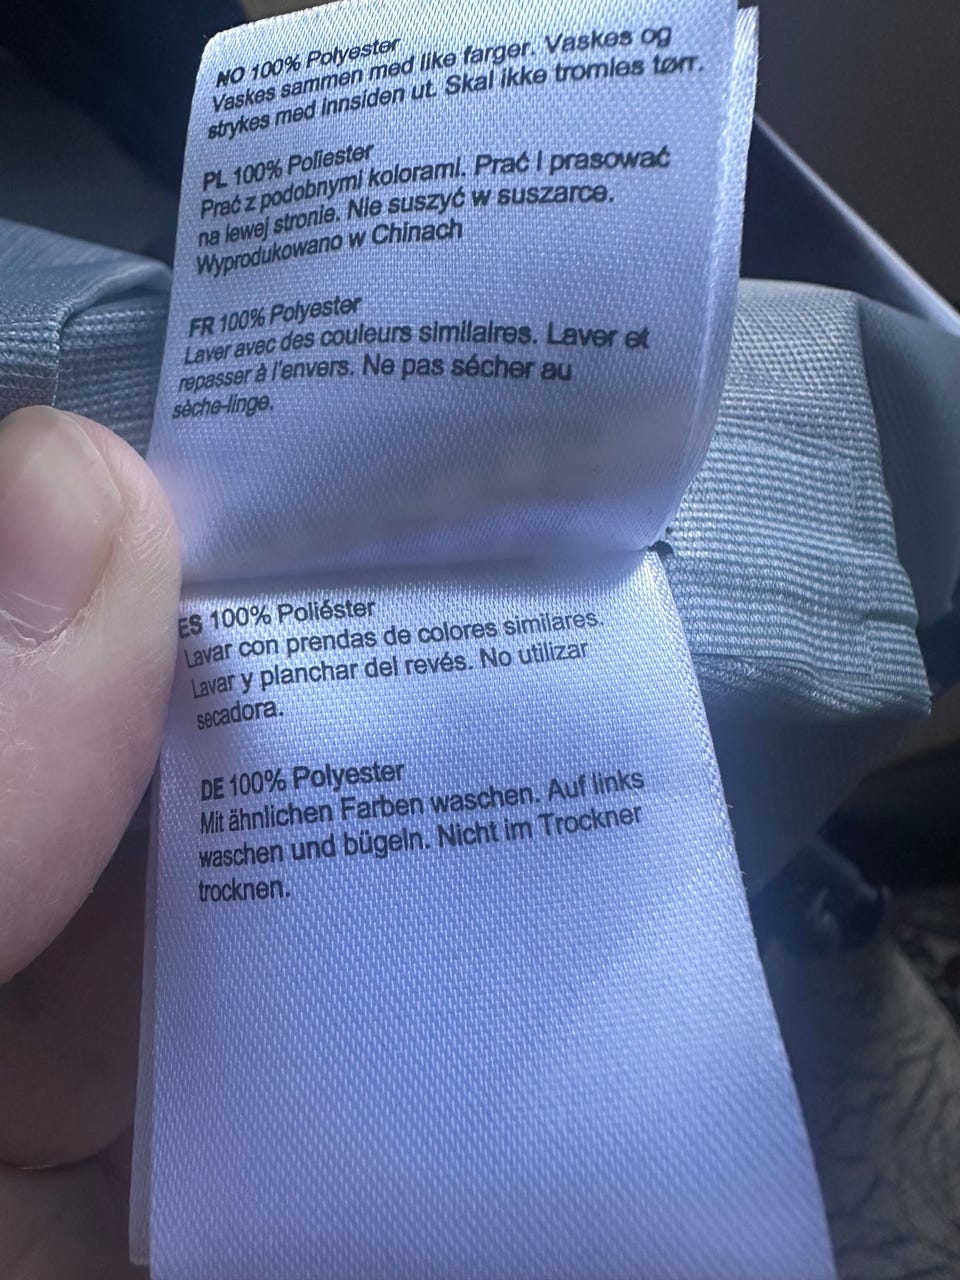 NO 100% Polyester
Vaskes sammen med like farger. Vaskes og
strykes med innsiden ut. Skal ikke tromles tørr.
PL 100% Poliester
Prać z podobnymi kolorami. Prać i prasować
na lewej stronie. Nie suszyć w suszarce.
Wyprodukowano w Chinach
FR 100% Polyester
Laver avec des couleurs similaires. Laver et
repasser à l'envers. Ne pas sécher au
sèche-linge.
ES 100% Poliéster
Lavar con prendas de colores similares.
Lavar y planchar del revés. No utilizar
secadora.
DE 100% Polyester
Mit ähnlichen Farben waschen. Auf links
waschen und bügeln. Nicht im Trockner
trocknen.